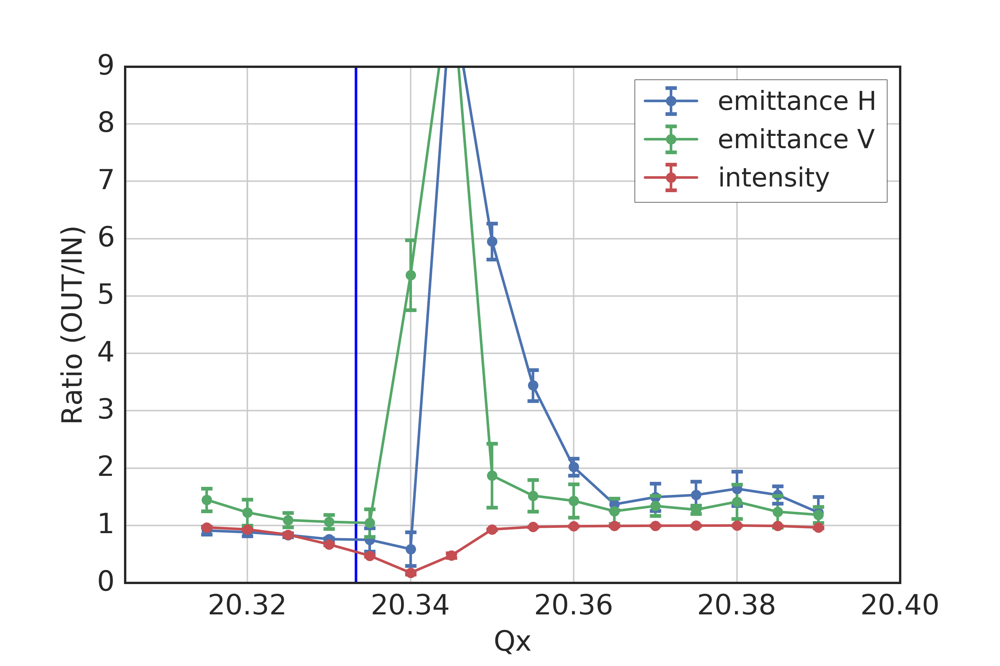 9
8
7
6
5
4
3
2
1
0
Ratio (OUT/IN)
emittance H
emittance V
intensity
20.32 20.34 20.36 20.38 20.40
Qx